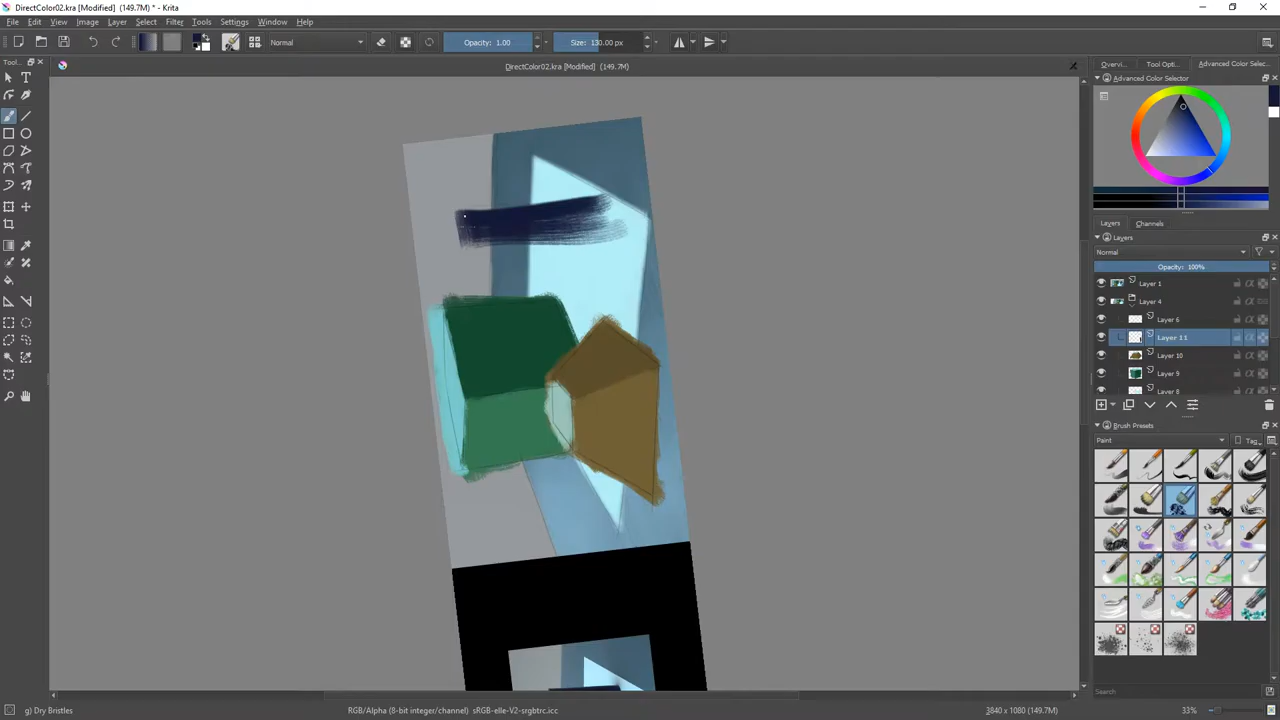 DirectColor02.kra [Modified] (149.7M) * - Krita
File Edit View Image Layer Select Filter Tools Settings Window Help
Normal Opacity: 1.00 Size: 130.00 px
Tool... DirectColor02.kra [Modified] (149.7M) Overvi... Tool Opti... Advanced Color Selec...
Advanced Color Selector
Layers Channels
Layers
Normal
Opacity: 100%
Layer 1
Layer 4
Layer 6
Layer 11
Layer 10
Layer 9
Layer 8
Brush Presets
Paint Tag
Search
g) Dry Bristles RGB/Alpha (8-bit integer/channel) sRGB-elle-V2-srgbtrc.icc 3840 x 1080 (149.7M) 33%